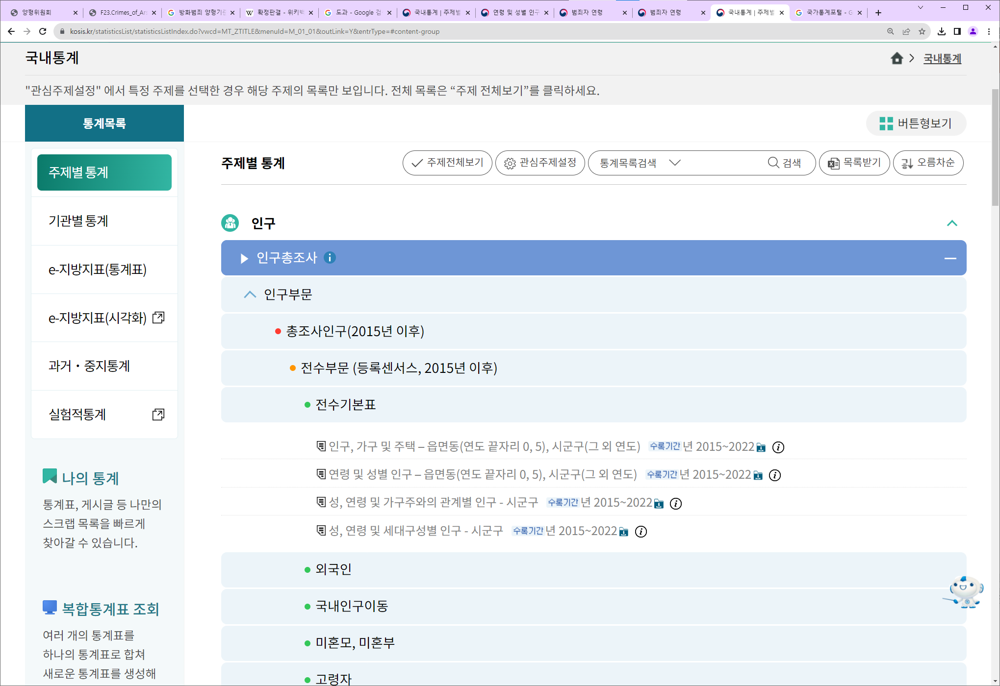 양형위원회
F23.Crimes_of_Ars
방화범죄 양형기준
확정판결 - 위키백
도과 - Google 검
국내통계 | 주제별
연령 및 성별 인구
범죄자 연령
범죄자 연령
국내통계 | 주제별
국가통계포털 - G
kosis.kr/statisticsList/statisticsListIndex.do?vwcd=MT_ZTITLE&menuId=M_01_01&outLink=Y&entrType=#content-group
국내통계
국내통계
"관심주제설정" 에서 특정 주제를 선택한 경우 해당 주제의 목록만 보입니다. 전체 목록은 “주제 전체보기”를 클릭하세요.
통계목록
버튼형보기
주제별 통계
기관별 통계
e-지방지표(통계표)
e-지방지표(시각화)
과거・중지통계
실험적통계
나의 통계
통계표, 게시글 등 나만의
스크랩 목록을 빠르게
찾아갈 수 있습니다.
복합통계표 조회
여러 개의 통계표를
하나의 통계표로 합쳐
새로운 통계표를 생성해
주제별 통계
주제전체보기
관심주제설정
통계목록검색
검색
목록받기
오름차순
인구
인구총조사
인구부문
총조사인구(2015년 이후)
전수부문 (등록센서스, 2015년 이후)
전수기본표
인구, 가구 및 주택 – 읍면동(연도 끝자리 0, 5), 시군구(그 외 연도) 수록기간 년 2015~2022
연령 및 성별 인구 – 읍면동(연도 끝자리 0, 5), 시군구(그 외 연도) 수록기간 년 2015~2022
성, 연령 및 가구주와의 관계별 인구 - 시군구 수록기간 년 2015~2022
성, 연령 및 세대구성별 인구 - 시군구 수록기간 년 2015~2022
외국인
국내인구이동
미혼모, 미혼부
고령자